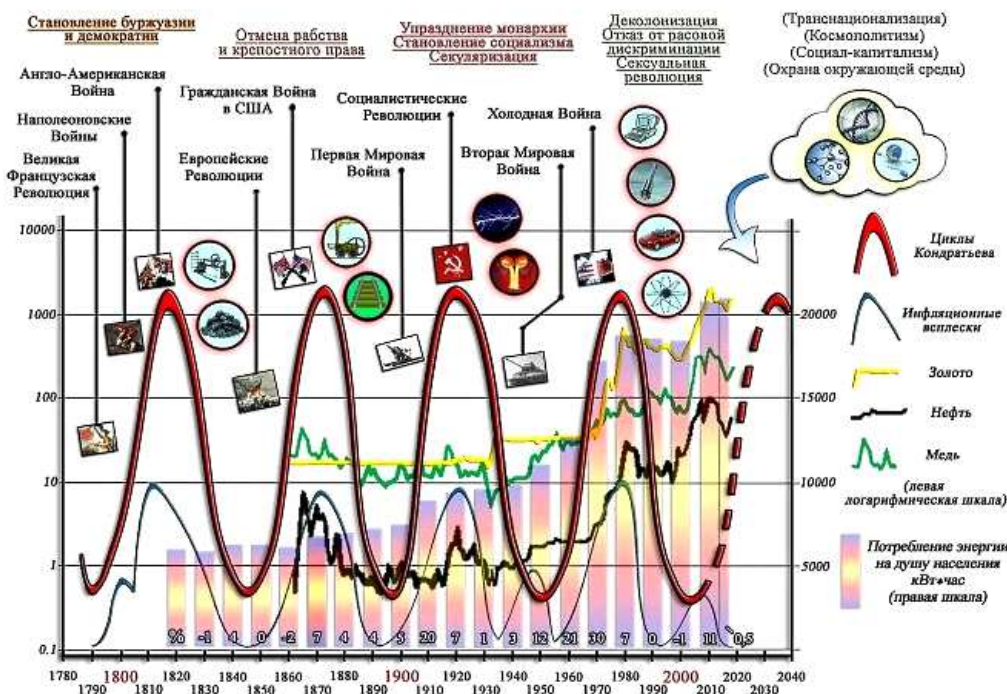 Становление буржуазии
и демократии
Отмена рабства
и крепостного права
Упразднение монархии
Становление социализма
Секуляризация
Деколонизация
Отказ от расовой
дискриминации
Сексуальная
революция
(Транснационализация)
(Космополитизм)
(Социал-капитализм)
(Охрана окружающей среды)
Англо-Американская
Война
Наполеоновские
Войны
Великая
Французская
Революция
Гражданская Война
в США
Европейские
Революции
Социалистические
Революции
Первая Мировая
Война
Холодная Война
Вторая Мировая
Война
10000
1000
100
10
1
0.1
20000
15000
10000
5000
Циклы
Кондратьева
Инфляционные
всплески
Золото
Нефть
Медь
(левая
логарифмическая шкала)
Потребление энергии
на душу населения
кВт*час
(правая шкала)
% -1 4 0 -2 7 4 4 3 20 7 1 3 12 21 30 7 0 -1 11 0,5
1780 1800 1820 1840 1860 1880 1900 1920 1940 1960 1980 2000 2020 2040
1790 1810 1830 1850 1870 1890 1910 1930 1950 1970 1990 2010 2030